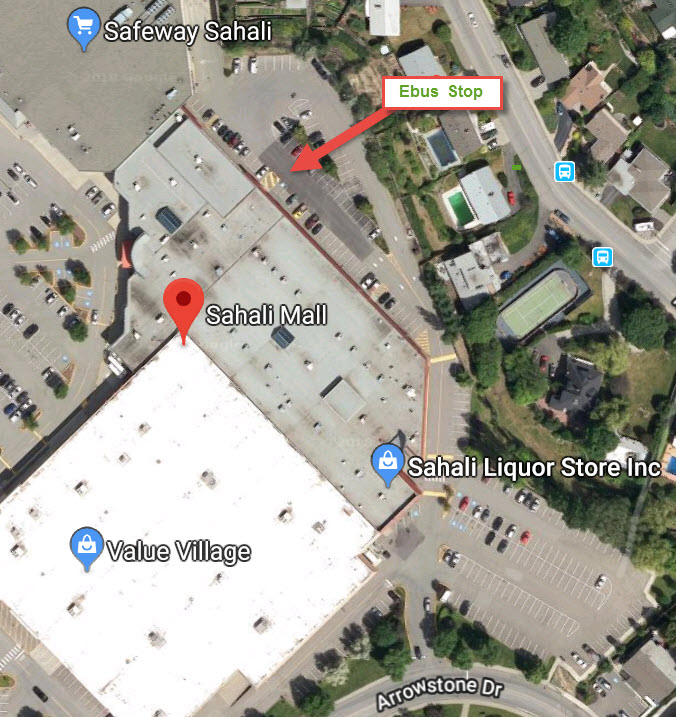 Safeway Sahali
Ebus Stop
Sahali Mall
Sahali Liquor Store Inc
Value Village
Arrowstone Dr